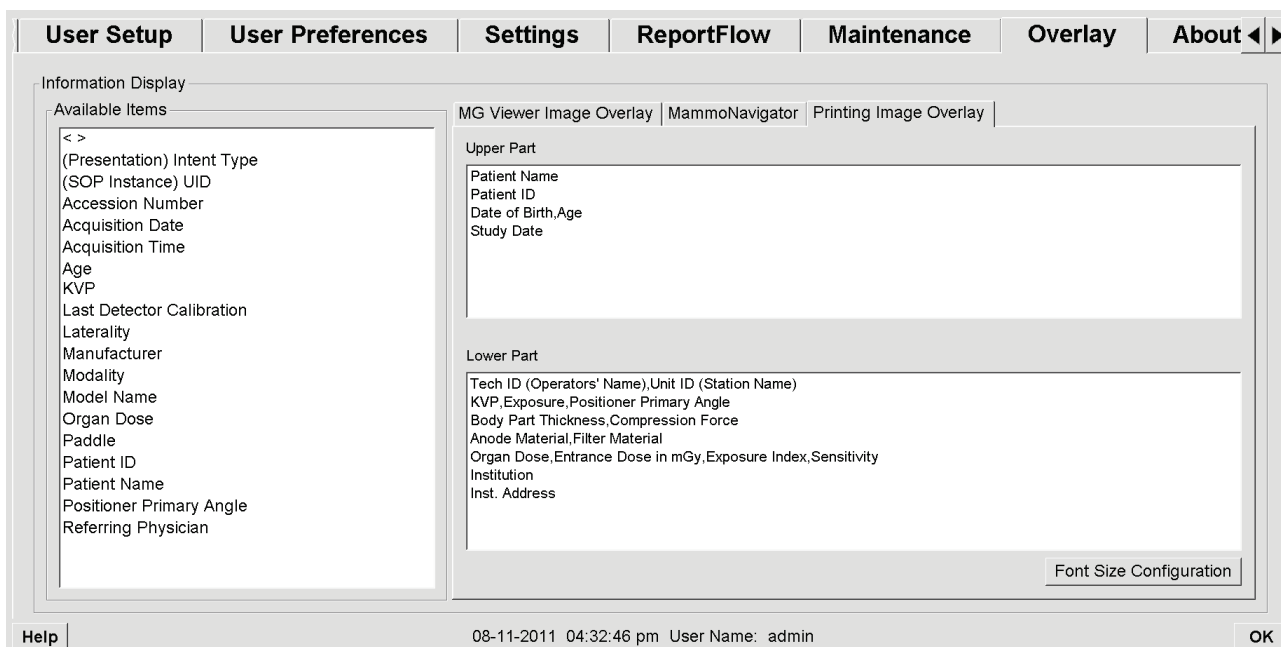 User Setup User Preferences Settings ReportFlow Maintenance Overlay About
Information Display
Available Items
< >
(Presentation) Intent Type
(SOP Instance) UID
Accession Number
Acquisition Date
Acquisition Time
Age
KVP
Last Detector Calibration
Laterality
Manufacturer
Modality
Model Name
Organ Dose
Paddle
Patient ID
Patient Name
Positioner Primary Angle
Referring Physician
MG Viewer Image Overlay MammoNavigator Printing Image Overlay
Upper Part
Patient Name
Patient ID
Date of Birth,Age
Study Date
Lower Part
Tech ID (Operators' Name),Unit ID (Station Name)
KVP,Exposure,Positioner Primary Angle
Body Part Thickness,Compression Force
Anode Material,Filter Material
Organ Dose,Entrance Dose in mGy,Exposure Index,Sensitivity
Institution
Inst. Address
Font Size Configuration
Help 08-11-2011 04:32:46 pm User Name: admin OK